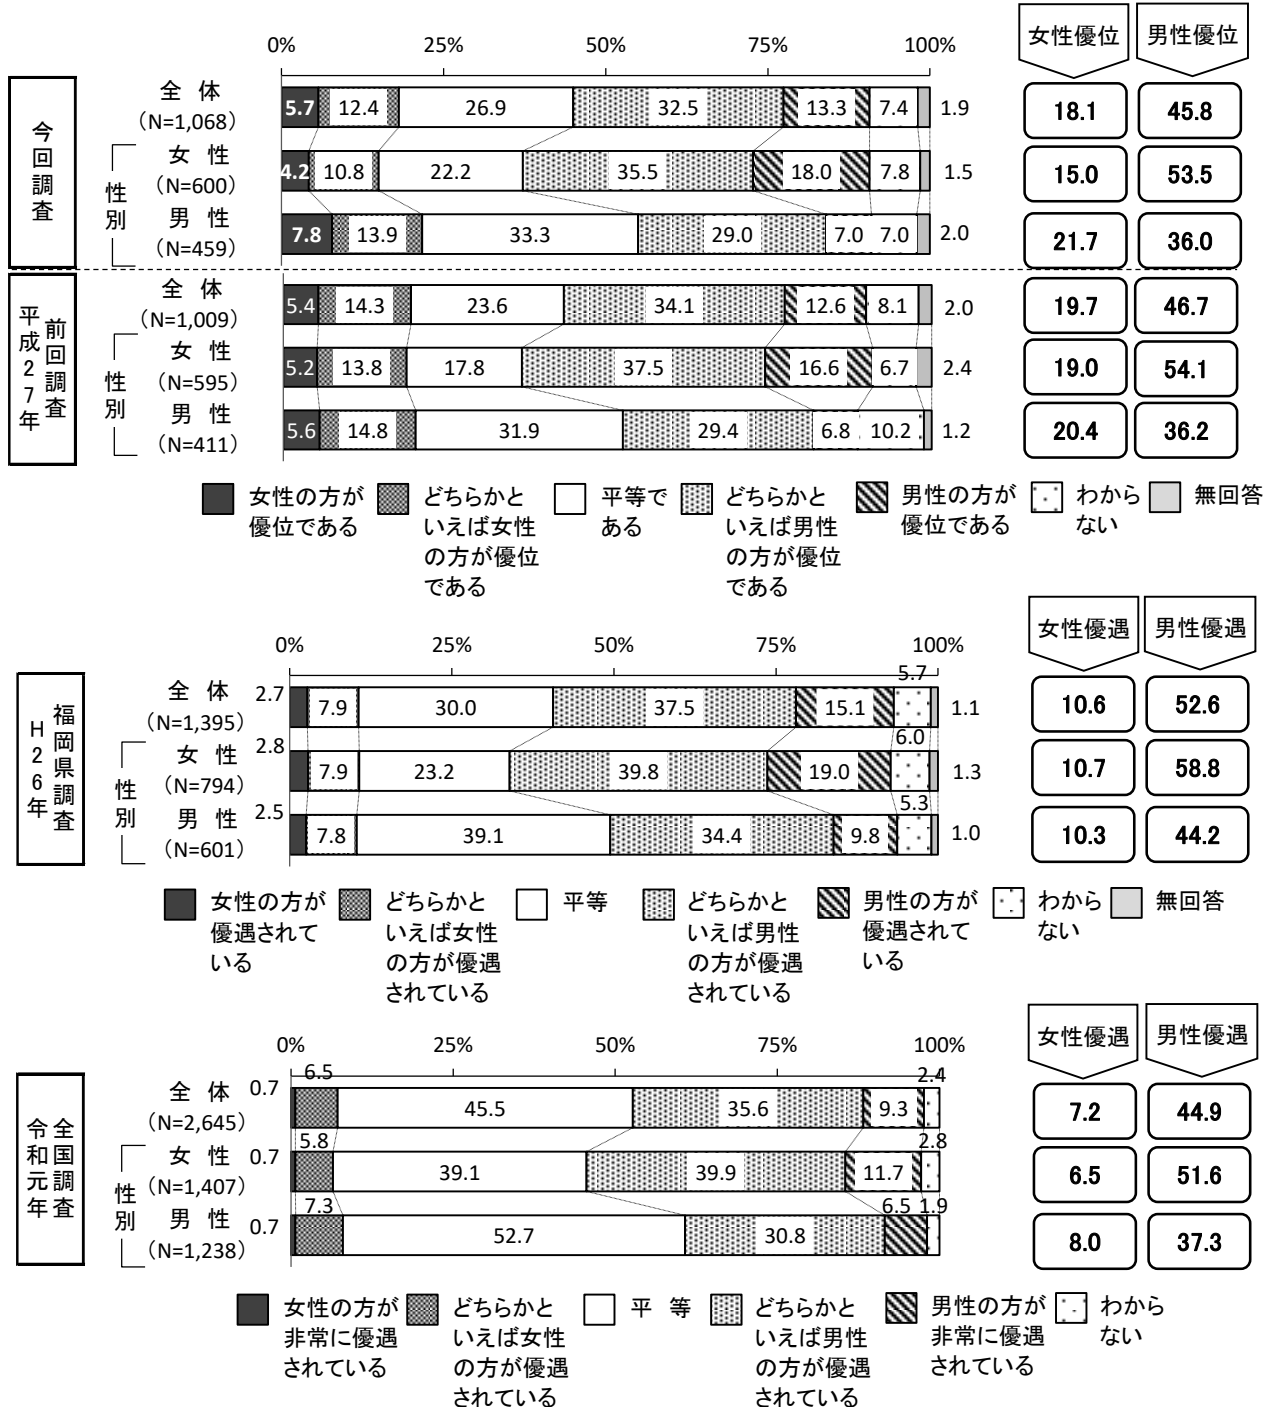 女性優位 男性優位
0% 25% 50% 75% 100%
今回調査
全 体
(N=1,068)
5.7 12.4 26.9 32.5 13.3 7.4 1.9
18.1 45.8
性別
女 性
(N=600)
4.2 10.8 22.2 35.5 18.0 7.8 1.5
15.0 53.5
男 性
(N=459)
7.8 13.9 33.3 29.0 7.0 7.0 2.0
21.7 36.0
前回調査
平成27年
全 体
(N=1,009)
5.4 14.3 23.6 34.1 12.6 8.1 2.0
19.7 46.7
性別
女 性
(N=595)
5.2 13.8 17.8 37.5 16.6 6.7 2.4
19.0 54.1
男 性
(N=411)
5.6 14.8 31.9 29.4 6.8 10.2 1.2
20.4 36.2
女性の方が
優位である
どちらかと
いえば女性
の方が優位
である
平等で
ある
どちらかと
いえば男性
の方が優位
である
男性の方が
優位である
わから
ない
無回答
女性優遇 男性優遇
0% 25% 50% 75% 100%
福岡県調査
H26年
全 体
(N=1,395)
2.7 7.9 30.0 37.5 15.1 5.7 1.1
10.6 52.6
性別
女 性
(N=794)
2.8 7.9 23.2 39.8 19.0 6.0 1.3
10.7 58.8
男 性
(N=601)
2.5 7.8 39.1 34.4 9.8 5.3 1.0
10.3 44.2
女性の方が
優遇されて
いる
どちらかと
いえば女性
の方が優遇
されている
平等
どちらかと
いえば男性
の方が優遇
されている
男性の方が
優遇されて
いる
わから
ない
無回答
女性優遇 男性優遇
0% 25% 50% 75% 100%
全国調査
令和元年
全 体
(N=2,645)
0.7 6.5 45.5 35.6 9.3 2.4
7.2 44.9
性別
女 性
(N=1,407)
0.7 5.8 39.1 39.9 11.7 2.8
6.5 51.6
男 性
(N=1,238)
0.7 7.3 52.7 30.8 6.5 1.9
8.0 37.3
女性の方が
非常に優遇
されている
どちらかと
いえば女性
の方が優遇
されている
平 等
どちらかと
いえば男性
の方が優遇
されている
男性の方が
非常に優遇
されている
わから
ない